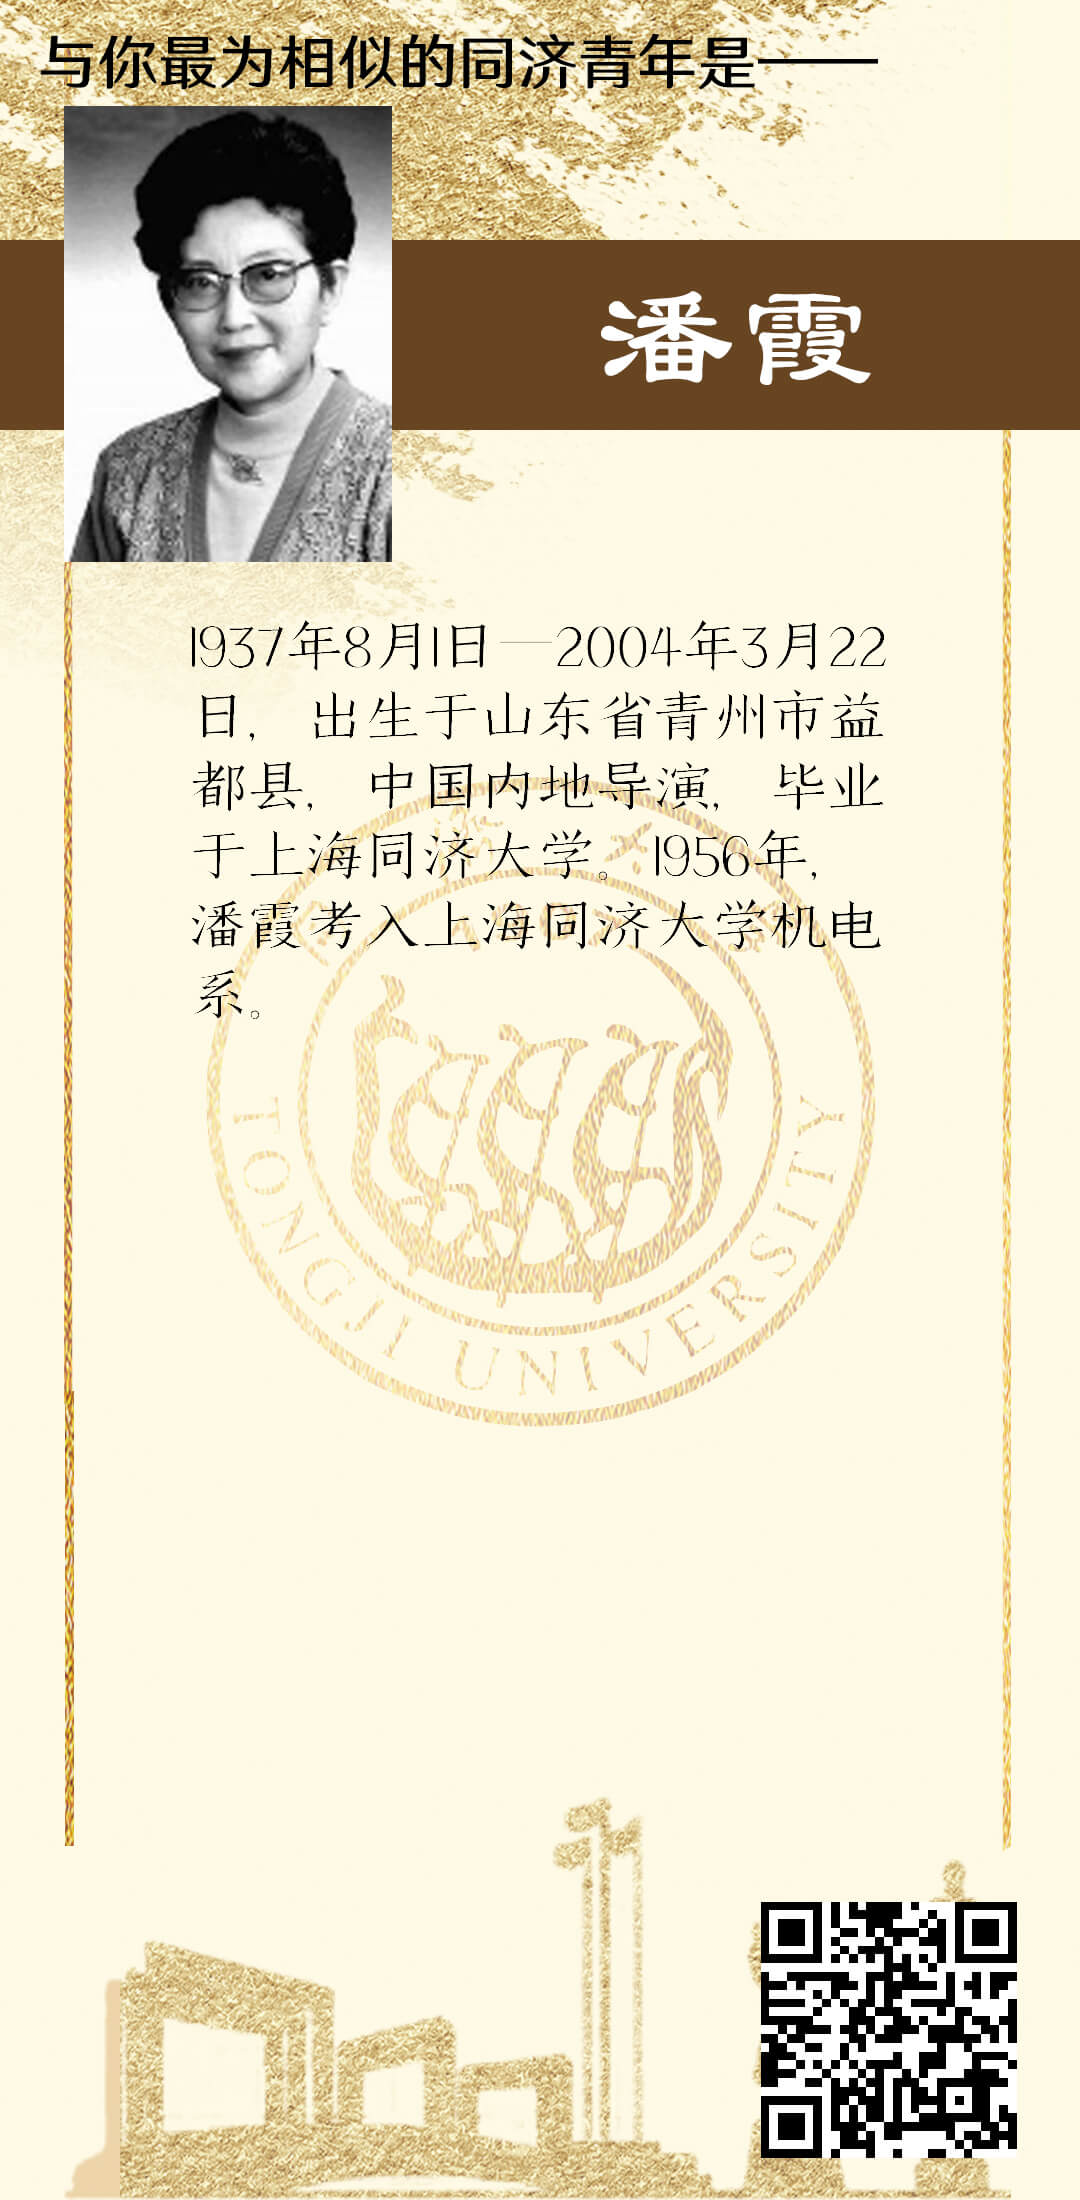 与你最为相似的同济青年是——
潘霞
1937年8月1日—2004年3月22
日，出生于山东省青州市益
都县，中国内地导演，毕业
于上海同济大学。1956年，
潘霞考入上海同济大学机电
系。
TONGJI UNIVERSITY